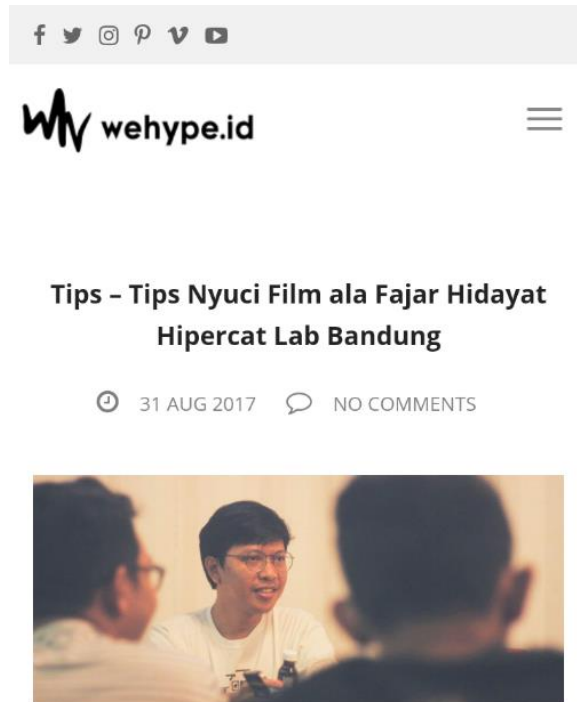 wehype.id
Tips – Tips Nyuci Film ala Fajar Hidayat
Hipercat Lab Bandung
31 AUG 2017 NO COMMENTS